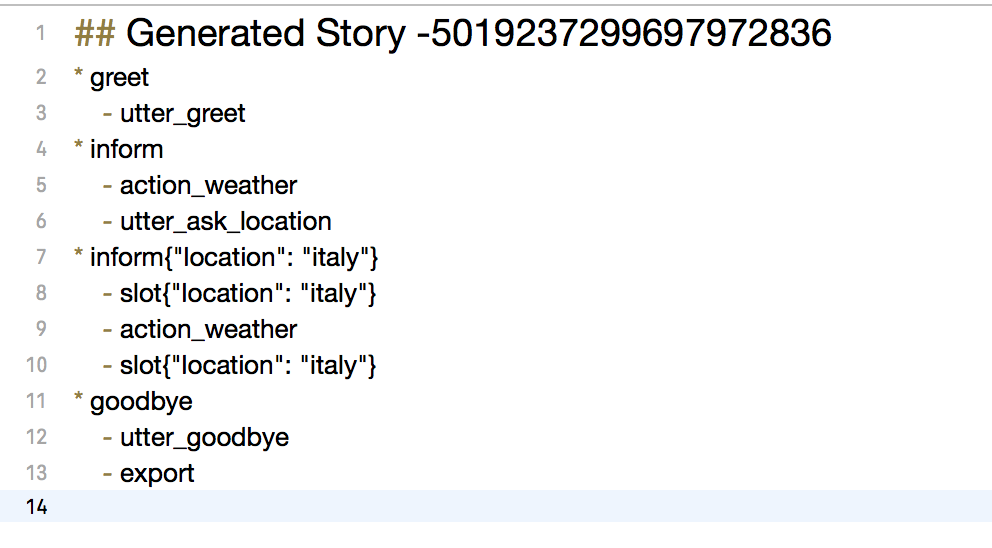 1 ## Generated Story -5019237299697972836
2 * greet
3 - utter_greet
4 * inform
5 - action_weather
6 - utter_ask_location
7 * inform{"location": "italy"}
8 - slot{"location": "italy"}
9 - action_weather
10 - slot{"location": "italy"}
11 * goodbye
12 - utter_goodbye
13 - export
14